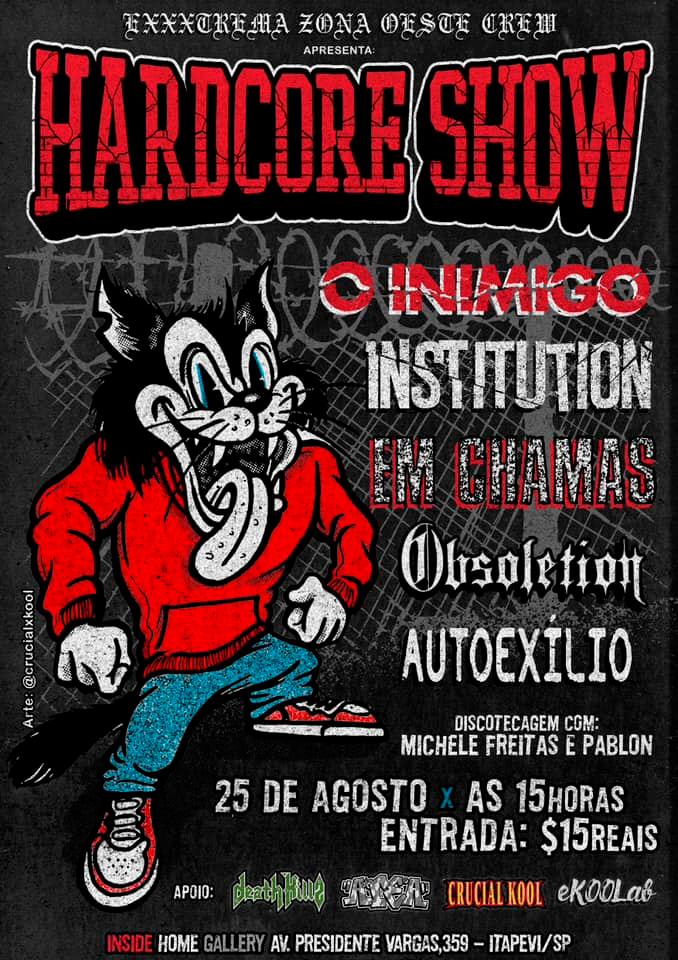 EXXXTREMA ZONA OESTE CREW
APRESENTA:
HARDCORE SHOW
O INIMIGO
INSTITUTION
EM CHAMAS
Obsoletion
AUTOEXÍLIO
Arte: @crucialxkool
DISCOTECAGEM COM:
MICHELE FREITAS E PABLON
25 DE AGOSTO X AS 15HORAS
ENTRADA: $15REAIS
APOIO: deathkills CRUCIAL KOOL eKOOLab
INSIDE HOME GALLERY AV. PRESIDENTE VARGAS,359 – ITAPEVI/SP